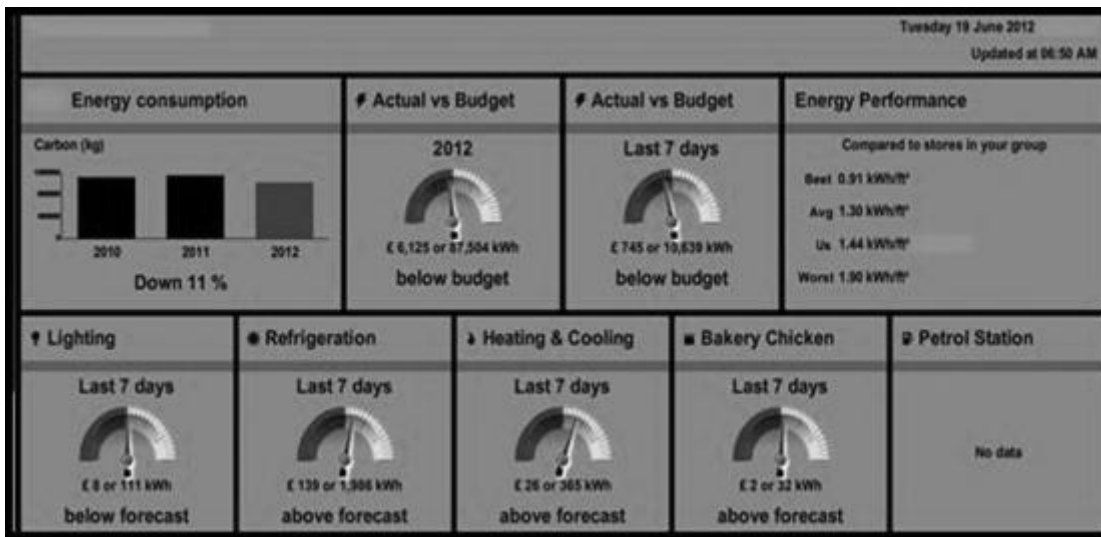 Tuesday 19 June 2012
Updated at 06:50 AM
Energy consumption
Carbon (kg)
2010 2011 2012
Down 11 %
Actual vs Budget
2012
£ 6,125 or 87,504 kWh
below budget
Actual vs Budget
Last 7 days
£ 745 or 10,639 kWh
below budget
Energy Performance
Compared to stores in your group
Best 0.91 kWh/ft²
Avg 1.30 kWh/ft²
Us 1.44 kWh/ft²
Worst 1.90 kWh/ft²
Lighting
Last 7 days
£ 8 or 111 kWh
below forecast
Refrigeration
Last 7 days
£ 139 or 1,986 kWh
above forecast
Heating & Cooling
Last 7 days
£ 26 or 365 kWh
above forecast
Bakery Chicken
Last 7 days
£ 2 or 32 kWh
above forecast
Petrol Station
No data